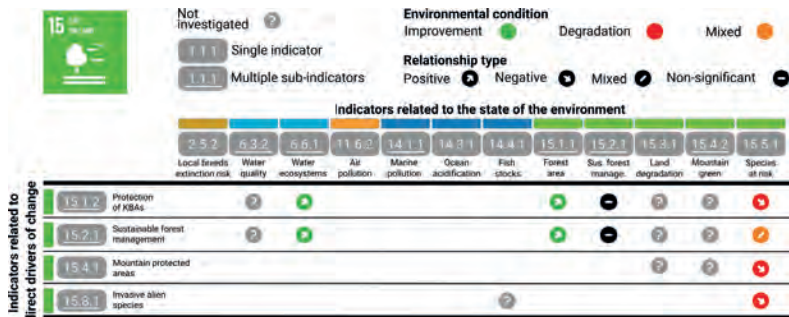 15
Not
investigated
1.1.1 Single indicator
1.1.1 Multiple sub-indicators
Environmental condition
Improvement Degradation Mixed
Relationship type
Positive Negative Mixed Non-significant
Indicators related to the state of the environment
2.5.2 6.3.2 6.6.1 11.6.2 14.1.1 14.3.1 14.4.1 15.1.1 15.2.1 15.3.1 15.4.2 15.5.1
Local breeds Water Water Air Marine Ocean Fish Forest Sus. forest Land Mountain Species
extinction risk quality ecosystems pollution pollution acidification stocks area manage. degradation green at risk
Indicators related to
direct drivers of change
15.1.2 Protection
of KBAs
15.2.1 Sustainable forest
management
15.4.1 Mountain protected
areas
15.8.1 Invasive alien
species